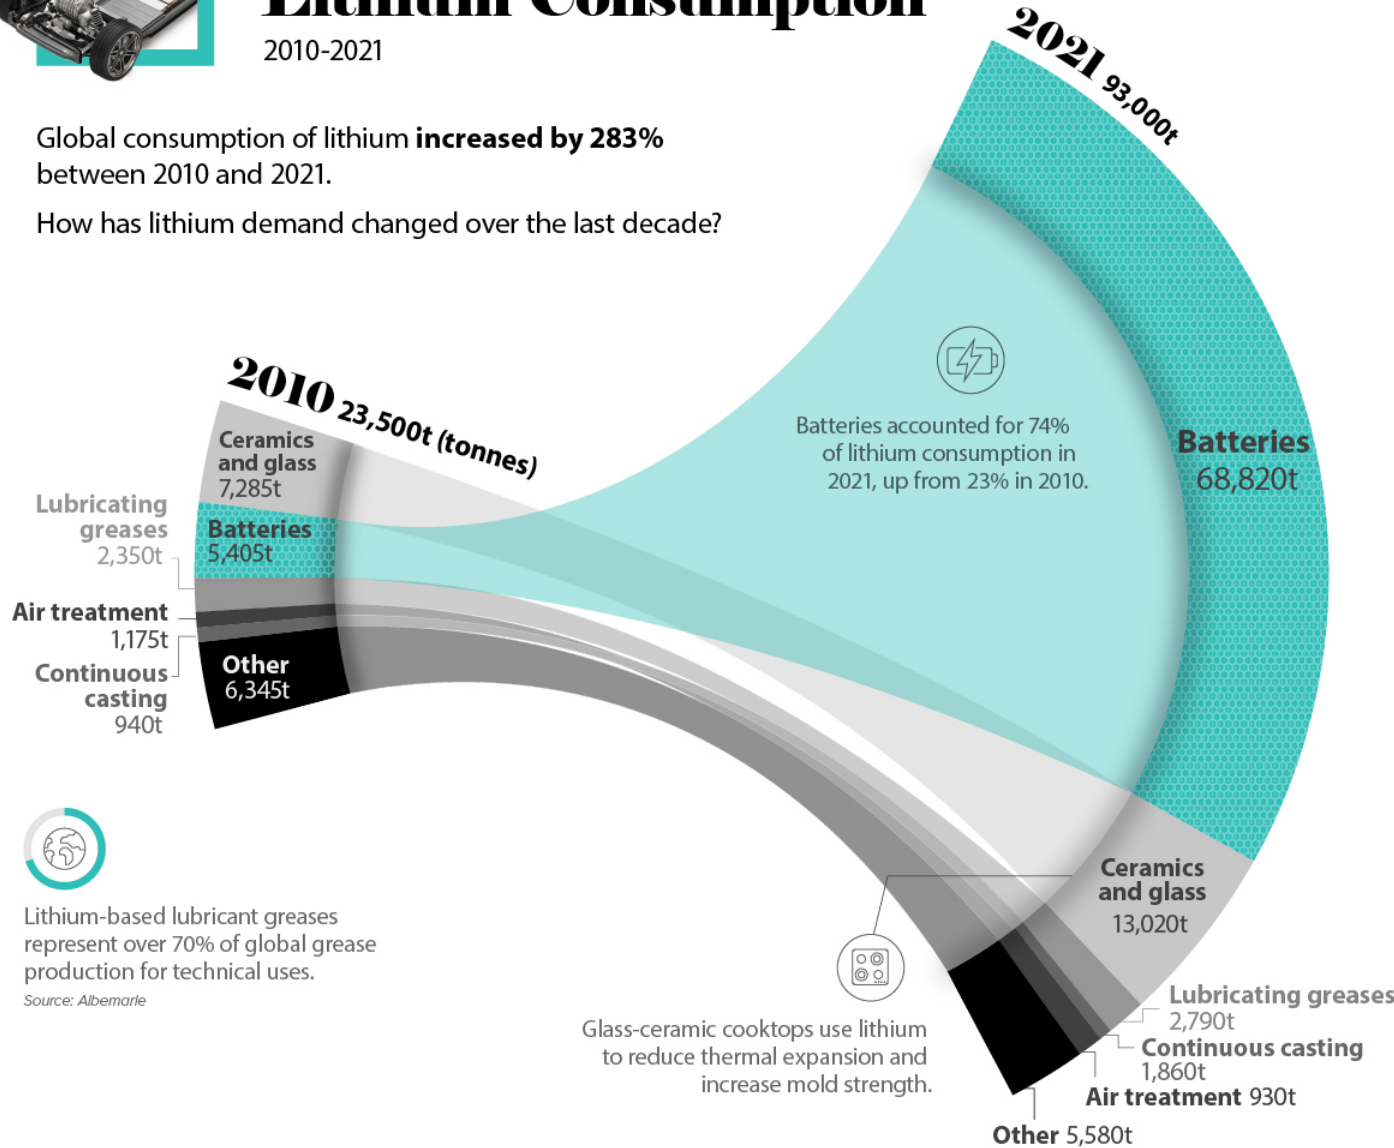 Lithium Consumption
2010-2021
Global consumption of lithium increased by 283%
between 2010 and 2021.
How has lithium demand changed over the last decade?
2021 93,000t
2010 23,500t (tonnes)
Ceramics
and glass
7,285t
Lubricating
greases
2,350t
Batteries
5,405t
Air treatment
1,175t
Continuous
casting
940t
Other
6,345t
Batteries accounted for 74%
of lithium consumption in
2021, up from 23% in 2010.
Batteries
68,820t
Ceramics
and glass
13,020t
Lithium-based lubricant greases
represent over 70% of global grease
production for technical uses.
Source: Albemarle
Glass-ceramic cooktops use lithium
to reduce thermal expansion and
increase mold strength.
Lubricating greases
2,790t
Continuous casting
1,860t
Air treatment 930t
Other 5,580t